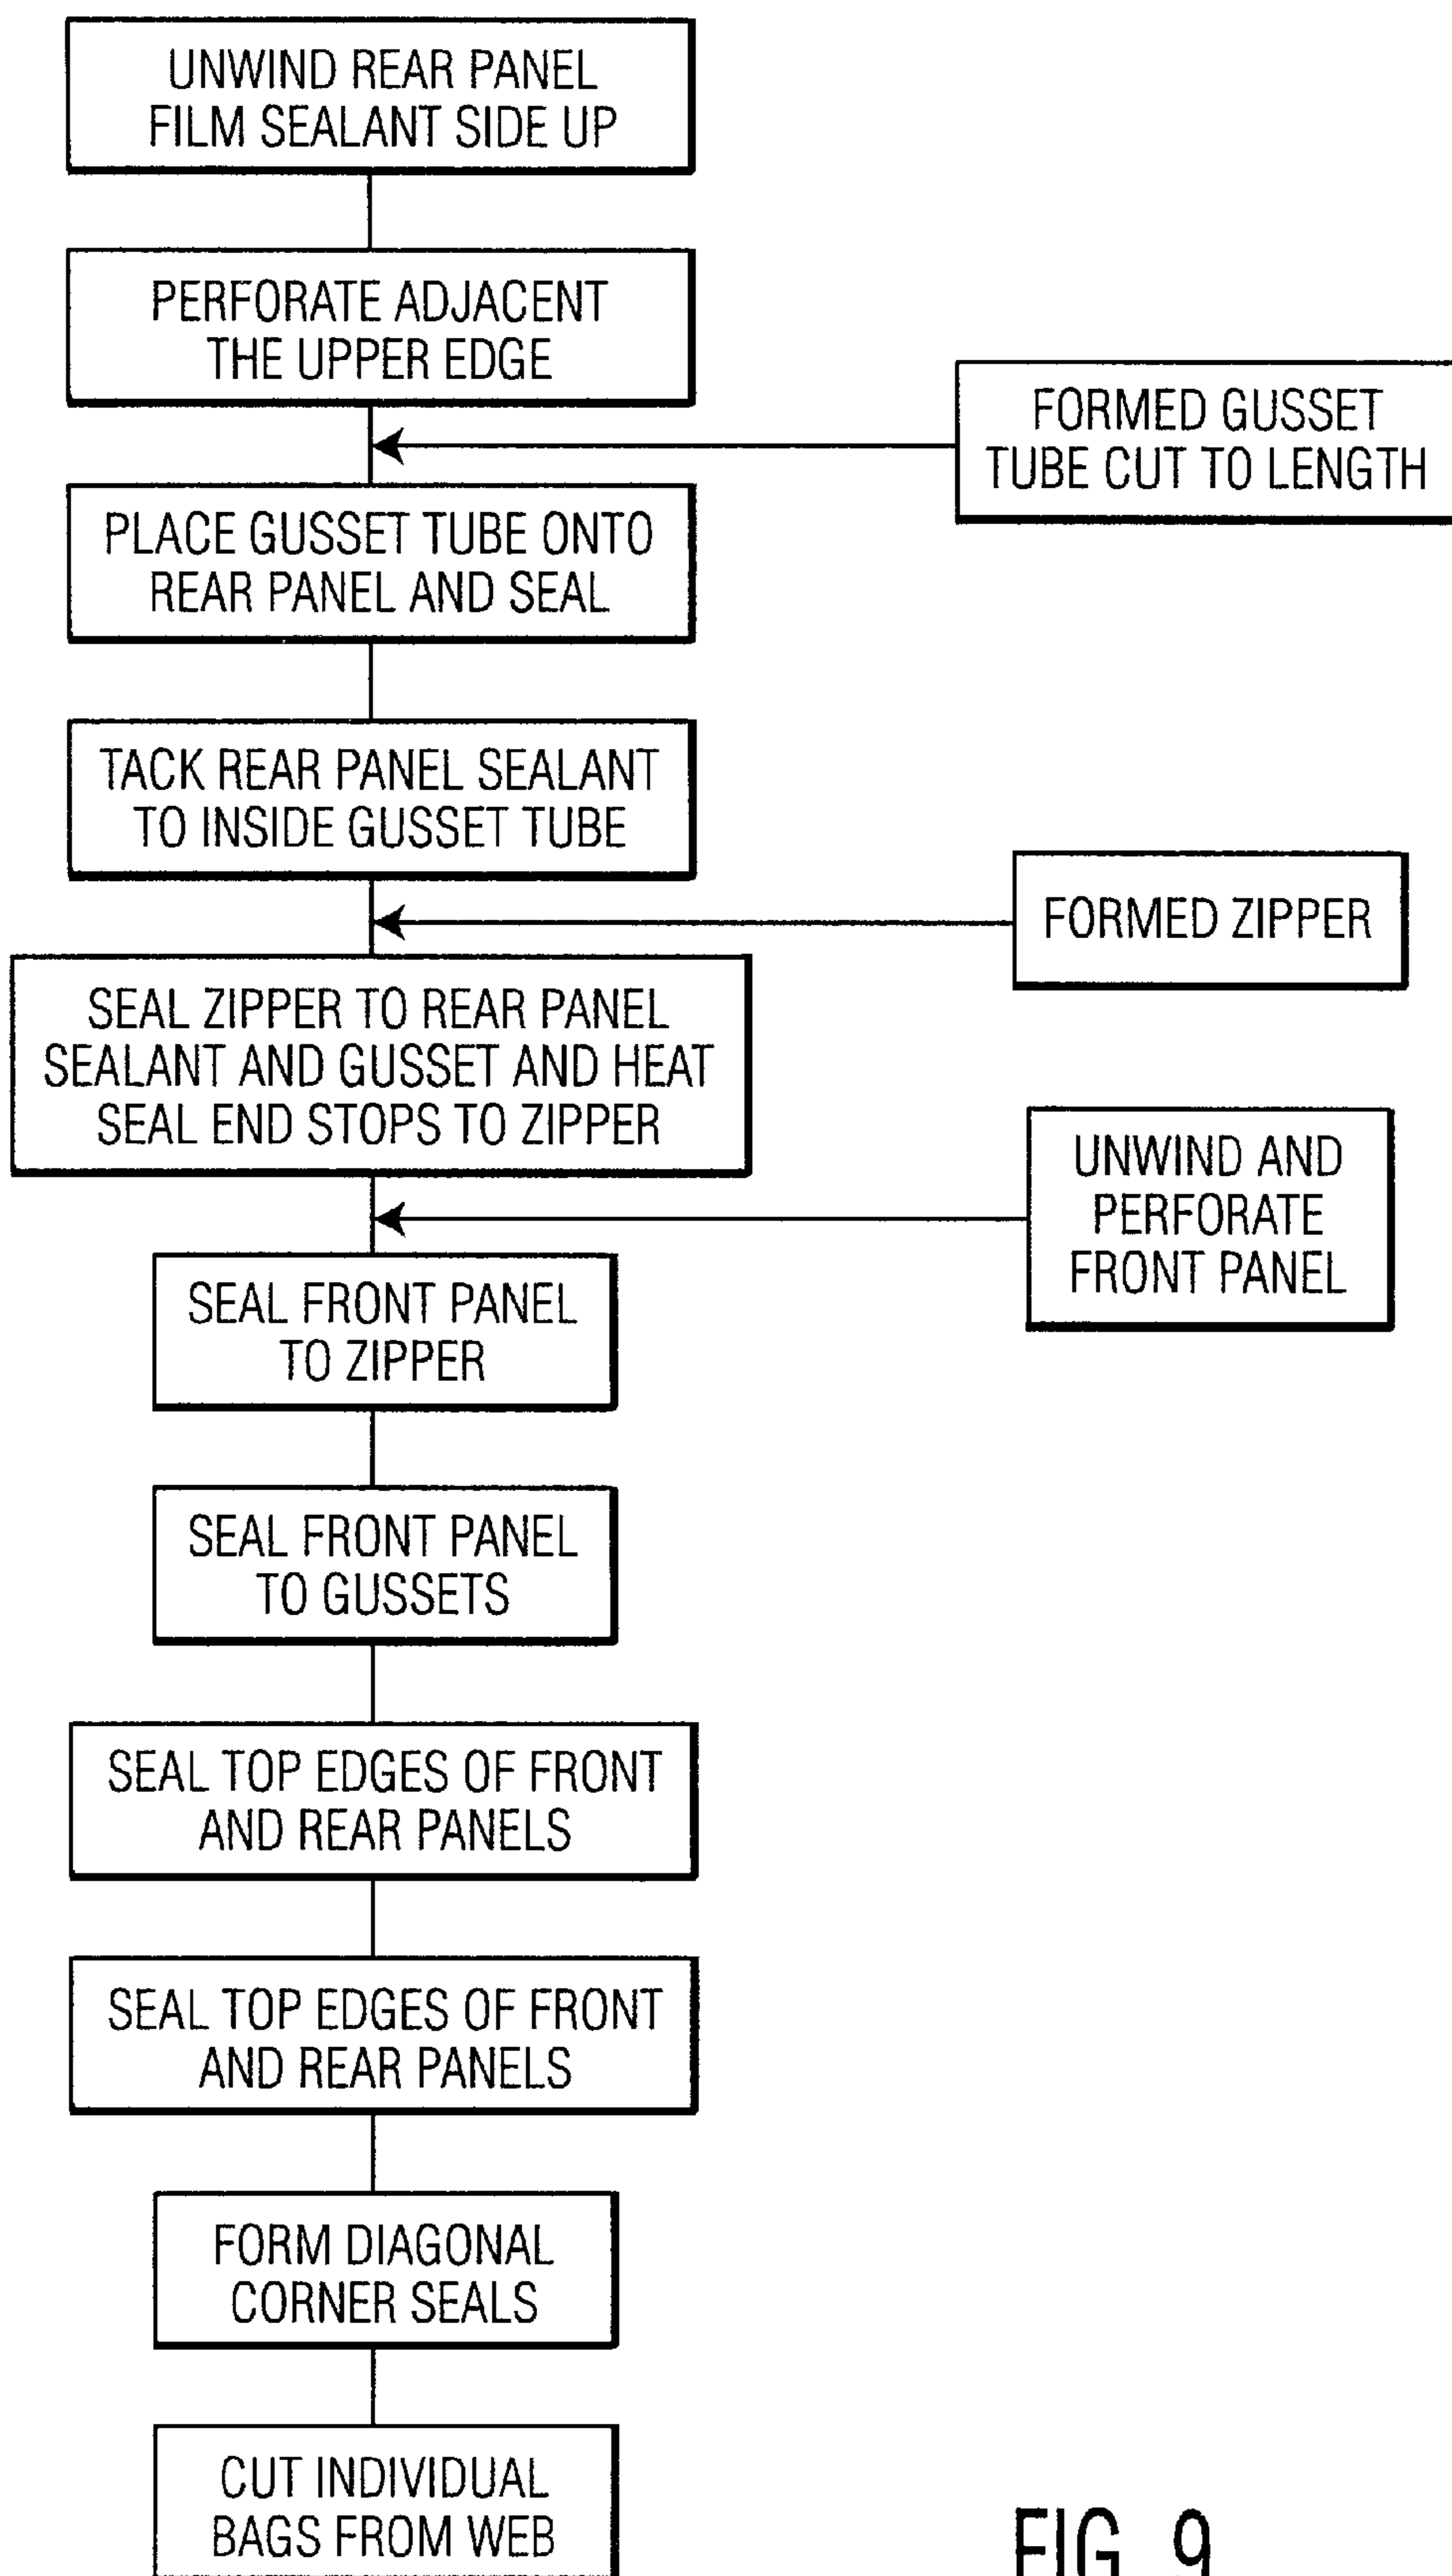 UNWIND REAR PANEL
FILM SEALANT SIDE UP
PERFORATE ADJACENT
THE UPPER EDGE
FORMED GUSSET
TUBE CUT TO LENGTH
PLACE GUSSET TUBE ONTO
REAR PANEL AND SEAL
TACK REAR PANEL SEALANT
TO INSIDE GUSSET TUBE
FORMED ZIPPER
SEAL ZIPPER TO REAR PANEL
SEALANT AND GUSSET AND HEAT
SEAL END STOPS TO ZIPPER
UNWIND AND
PERFORATE
FRONT PANEL
SEAL FRONT PANEL
TO ZIPPER
SEAL FRONT PANEL
TO GUSSETS
SEAL TOP EDGES OF FRONT
AND REAR PANELS
SEAL TOP EDGES OF FRONT
AND REAR PANELS
FORM DIAGONAL
CORNER SEALS
CUT INDIVIDUAL
BAGS FROM WEB
FIG. 9